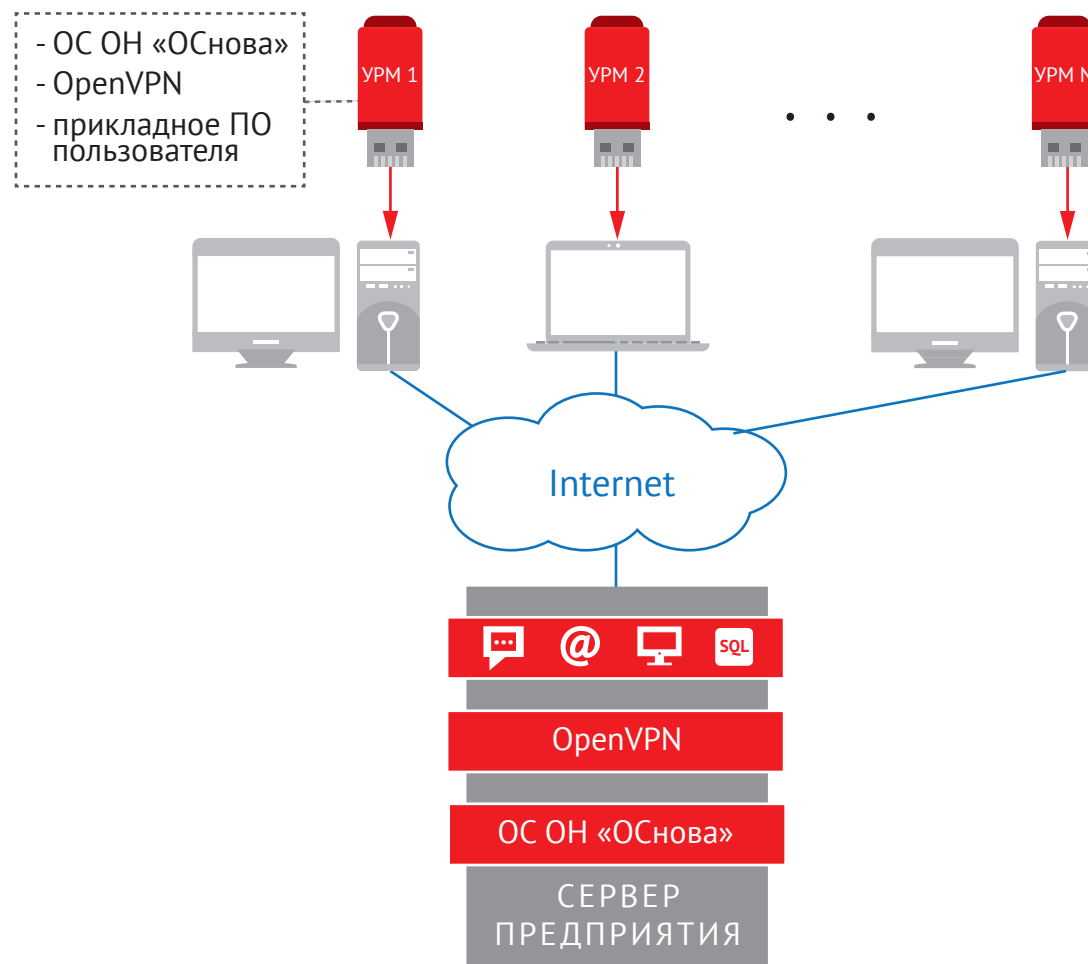 - ОС ОН «ОСнова»
- OpenVPN
- прикладное ПО
пользователя
УРМ 1
УРМ 2
. . .
УРМ N
Internet
@
SQL
OpenVPN
ОС ОН «ОСнова»
СЕРВЕР
ПРЕДПРИЯТИЯ